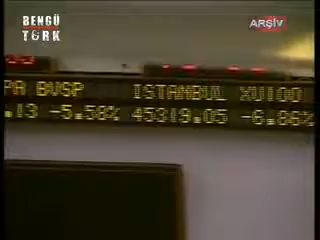 BENGÜ
TÜRK
ARŞİV
PA BVSP ISTANBUL XU100
.13 -5.58% 45319.05 -6.86%